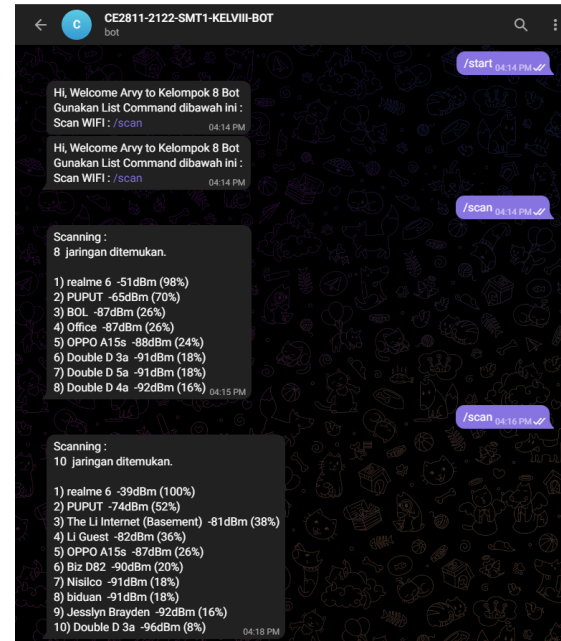 CE2811-2122-SMT1-KELVIII-BOT
C
bot
/start 04:14 PM
Hi, Welcome Arvy to Kelompok 8 Bot
Gunakan List Command dibawah ini :
Scan WIFI : /scan
04:14 PM
Hi, Welcome Arvy to Kelompok 8 Bot
Gunakan List Command dibawah ini :
Scan WIFI : /scan
04:14 PM
/scan 04:14 PM
Scanning :
8 jaringan ditemukan.
1) realme 6 -51dBm (98%)
2) PUPUT -65dBm (70%)
3) BOL -87dBm (26%)
4) Office -87dBm (26%)
5) OPPO A15s -88dBm (24%)
6) Double D 3a -91dBm (18%)
7) Double D 5a -91dBm (18%)
8) Double D 4a -92dBm (16%) 04:15 PM
/scan 04:16 PM
Scanning :
10 jaringan ditemukan.
1) realme 6 -39dBm (100%)
2) PUPUT -74dBm (52%)
3) The Li Internet (Basement) -81dBm (38%)
4) Li Guest -82dBm (36%)
5) OPPO A15s -87dBm (26%)
6) Biz D82 -90dBm (20%)
7) Nisilco -91dBm (18%)
8) biduan -91dBm (18%)
9) Jesslyn Brayden -92dBm (16%)
10) Double D 3a -96dBm (8%)
04:18 PM